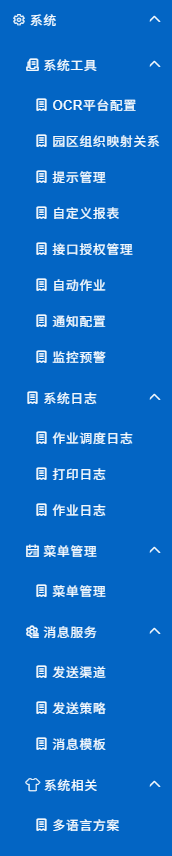 系统
系统工具
OCR平台配置
园区组织映射关系
提示管理
自定义报表
接口授权管理
自动作业
通知配置
监控预警
系统日志
作业调度日志
打印日志
作业日志
菜单管理
菜单管理
消息服务
发送渠道
发送策略
消息模板
系统相关
多语言方案